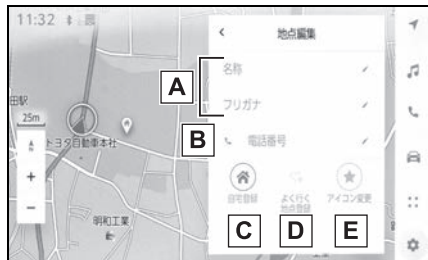 11:32
地点編集
名称
A
フリガナ
B
電話番号
田駅
25m
トヨタ自動車本社
自宅登録
よく行く
地点登録
アイコン変更
明和工業
C
D
E